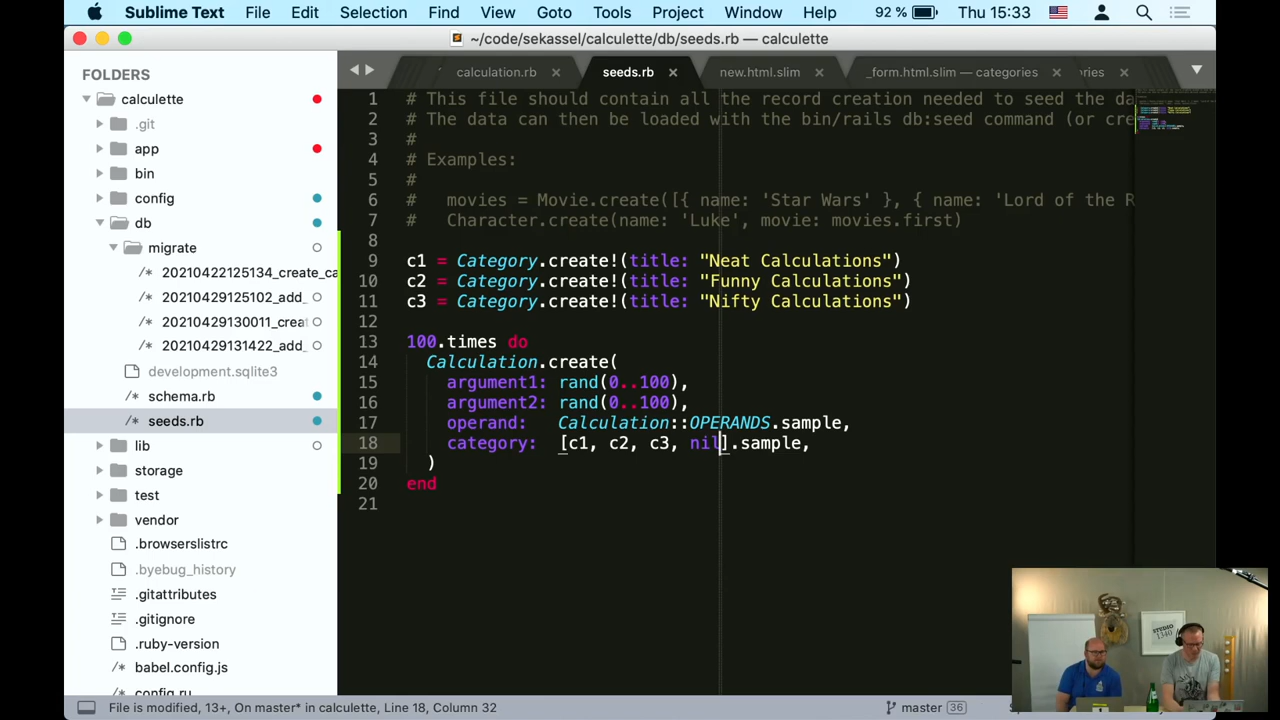 Sublime Text File Edit Selection Find View Goto Tools Project Window Help 92 % Thu 15:33
~/code/sekassel/calculette/db/seeds.rb — calculette
FOLDERS
calculette
.git
app
bin
config
db
migrate
20210422125134_create_ca
20210429125102_add_
20210429130011_crea
20210429131422_add_
development.sqlite3
schema.rb
seeds.rb
lib
storage
test
vendor
.browserslistrc
.byebug_history
.gitattributes
.gitignore
.ruby-version
babel.config.js
config.ru
calculation.rb seeds.rb new.html.slim _form.html.slim — categories ries
1 # This file should contain all the record creation needed to seed the da
2 # The data can then be loaded with the bin/rails db:seed command (or cre
3 #
4 # Examples:
5 #
6 #   movies = Movie.create([{ name: 'Star Wars' }, { name: 'Lord of the R
7 #   Character.create(name: 'Luke', movie: movies.first)
8
9 c1 = Category.create!(title: "Neat Calculations")
10 c2 = Category.create!(title: "Funny Calculations")
11 c3 = Category.create!(title: "Nifty Calculations")
12
13 100.times do
14   Calculation.create(
15     argument1: rand(0..100),
16     argument2: rand(0..100),
17     operand:   Calculation::OPERANDS.sample,
18     category:  [c1, c2, c3, nil].sample,
19   )
20 end
21
STUDIO
1340
File is modified, 13+, On master* in calculette, Line 18, Column 32 master 36